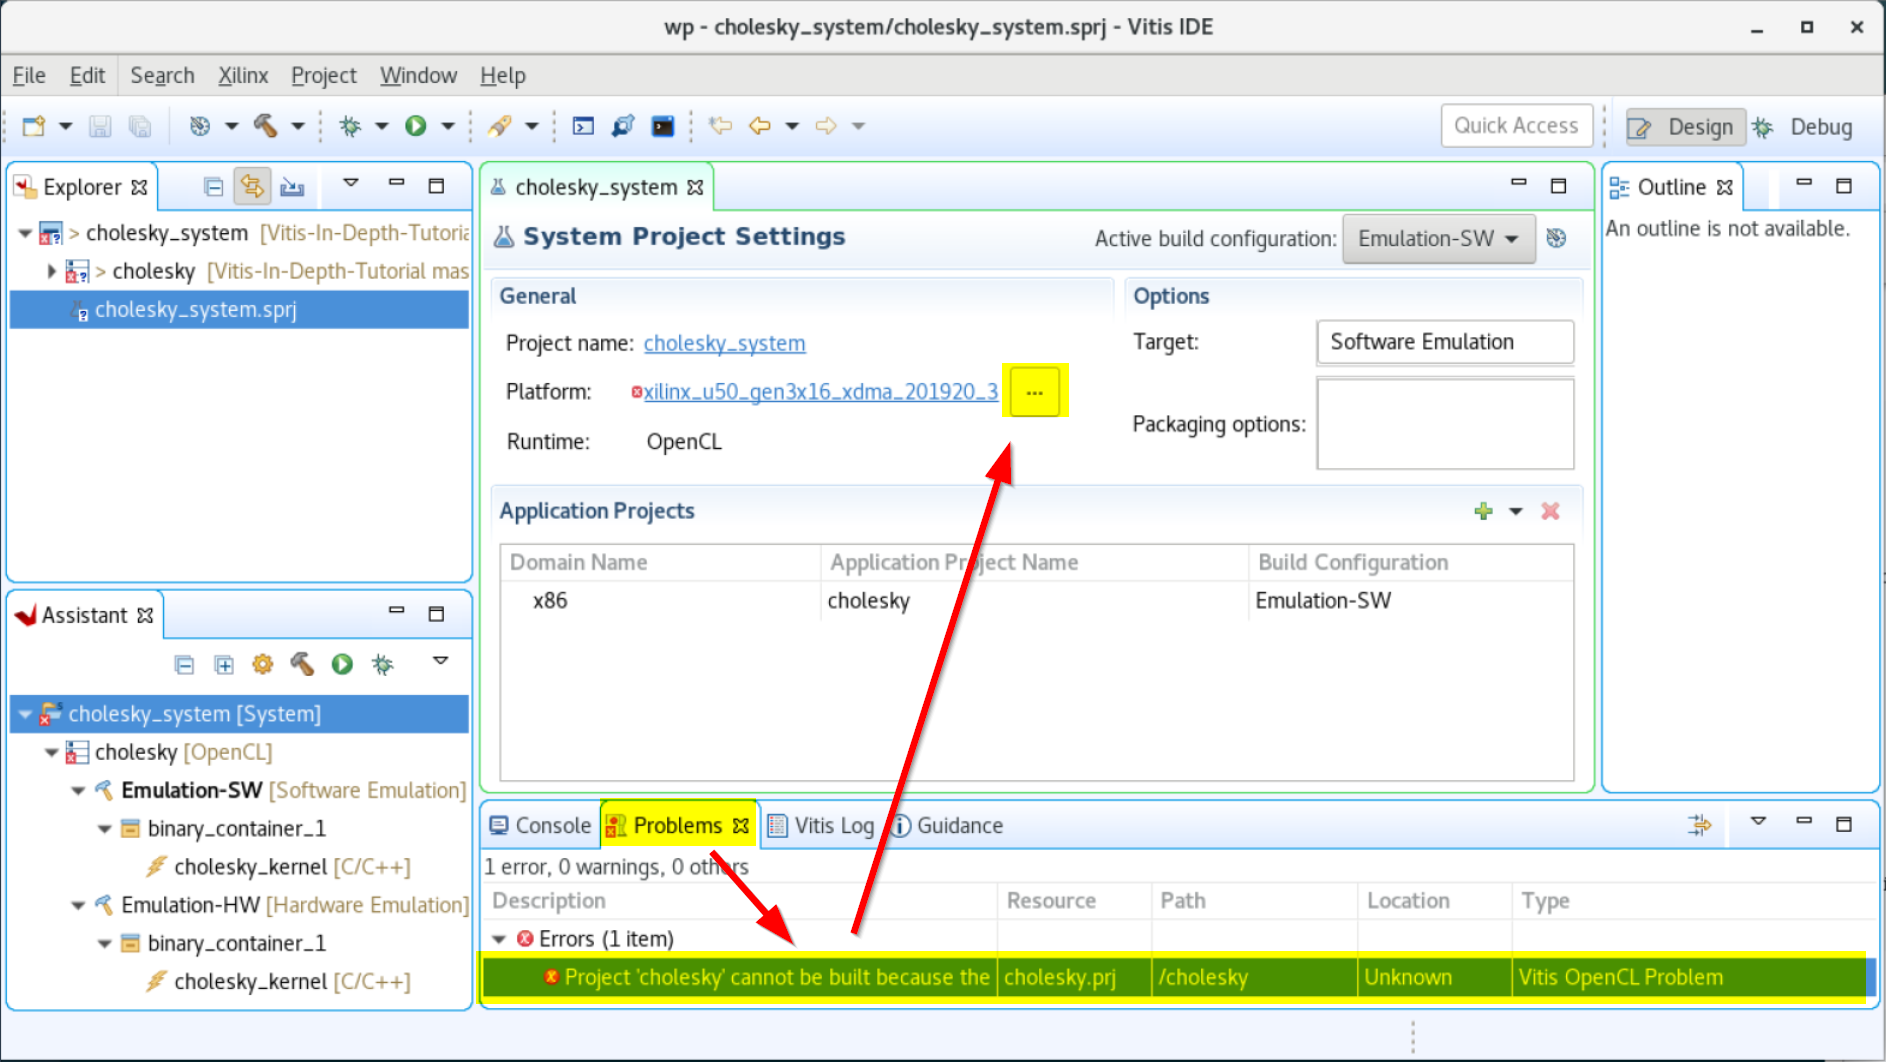 wp - cholesky_system/cholesky_system.sprj - Vitis IDE
File Edit Search Xilinx Project Window Help
Quick Access
Design
Debug
Explorer
> cholesky_system [Vitis-In-Depth-Tutoria
> cholesky [Vitis-In-Depth-Tutorial mas
cholesky_system.sprj
cholesky_system
System Project Settings
Active build configuration: Emulation-SW
General
Project name: cholesky_system
Platform: xilinx_u50_gen3x16_xdma_201920_3 ...
Runtime: OpenCL
Options
Target: Software Emulation
Packaging options:
Application Projects
Domain Name Application Project Name Build Configuration
x86 cholesky Emulation-SW
Outline
An outline is not available.
Assistant
cholesky_system [System]
cholesky [OpenCL]
Emulation-SW [Software Emulation]
binary_container_1
cholesky_kernel [C/C++]
Emulation-HW [Hardware Emulation]
binary_container_1
cholesky_kernel [C/C++]
Console Problems Vitis Log Guidance
1 error, 0 warnings, 0 others
Description Resource Path Location Type
Errors (1 item)
Project 'cholesky' cannot be built because the cholesky.prj /cholesky Unknown Vitis OpenCL Problem